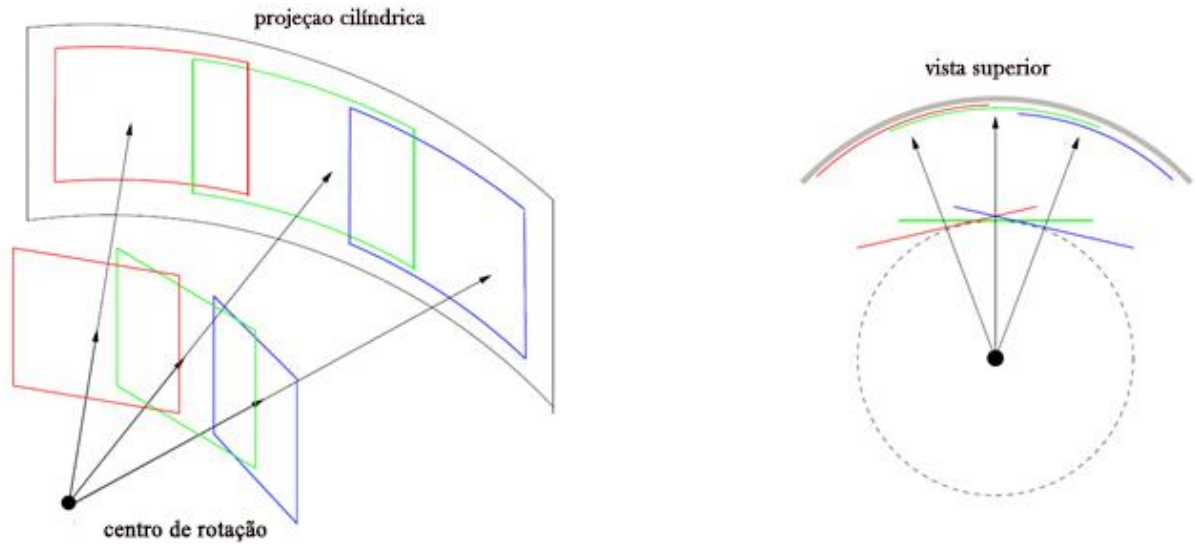 projeçao cilíndrica
vista superior
centro de rotação